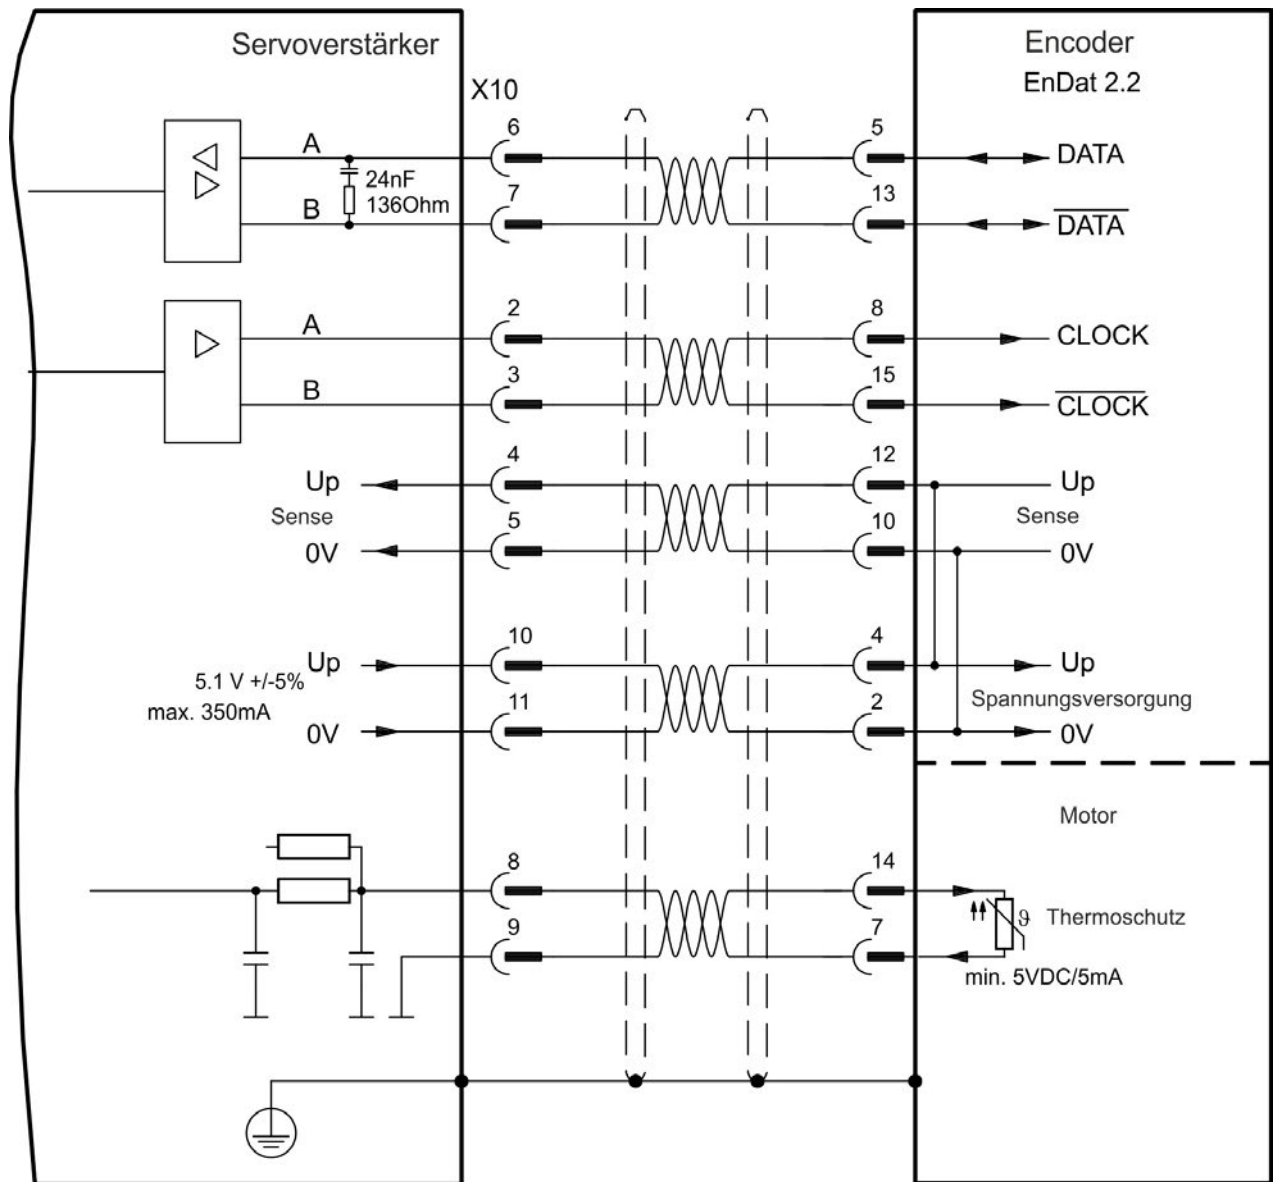 Servoverstärker
Encoder
EnDat 2.2
X10
A
6
5
DATA
24nF
136Ohm
B
7
13
DATA
A
2
8
CLOCK
B
3
15
CLOCK
Up
4
12
Up
Sense
Sense
0V
5
10
0V
Up
10
4
Up
5.1 V +/-5%
max. 350mA
Spannungsversorgung
0V
11
2
0V
Motor
8
14
ϑ
Thermoschutz
9
7
min. 5VDC/5mA